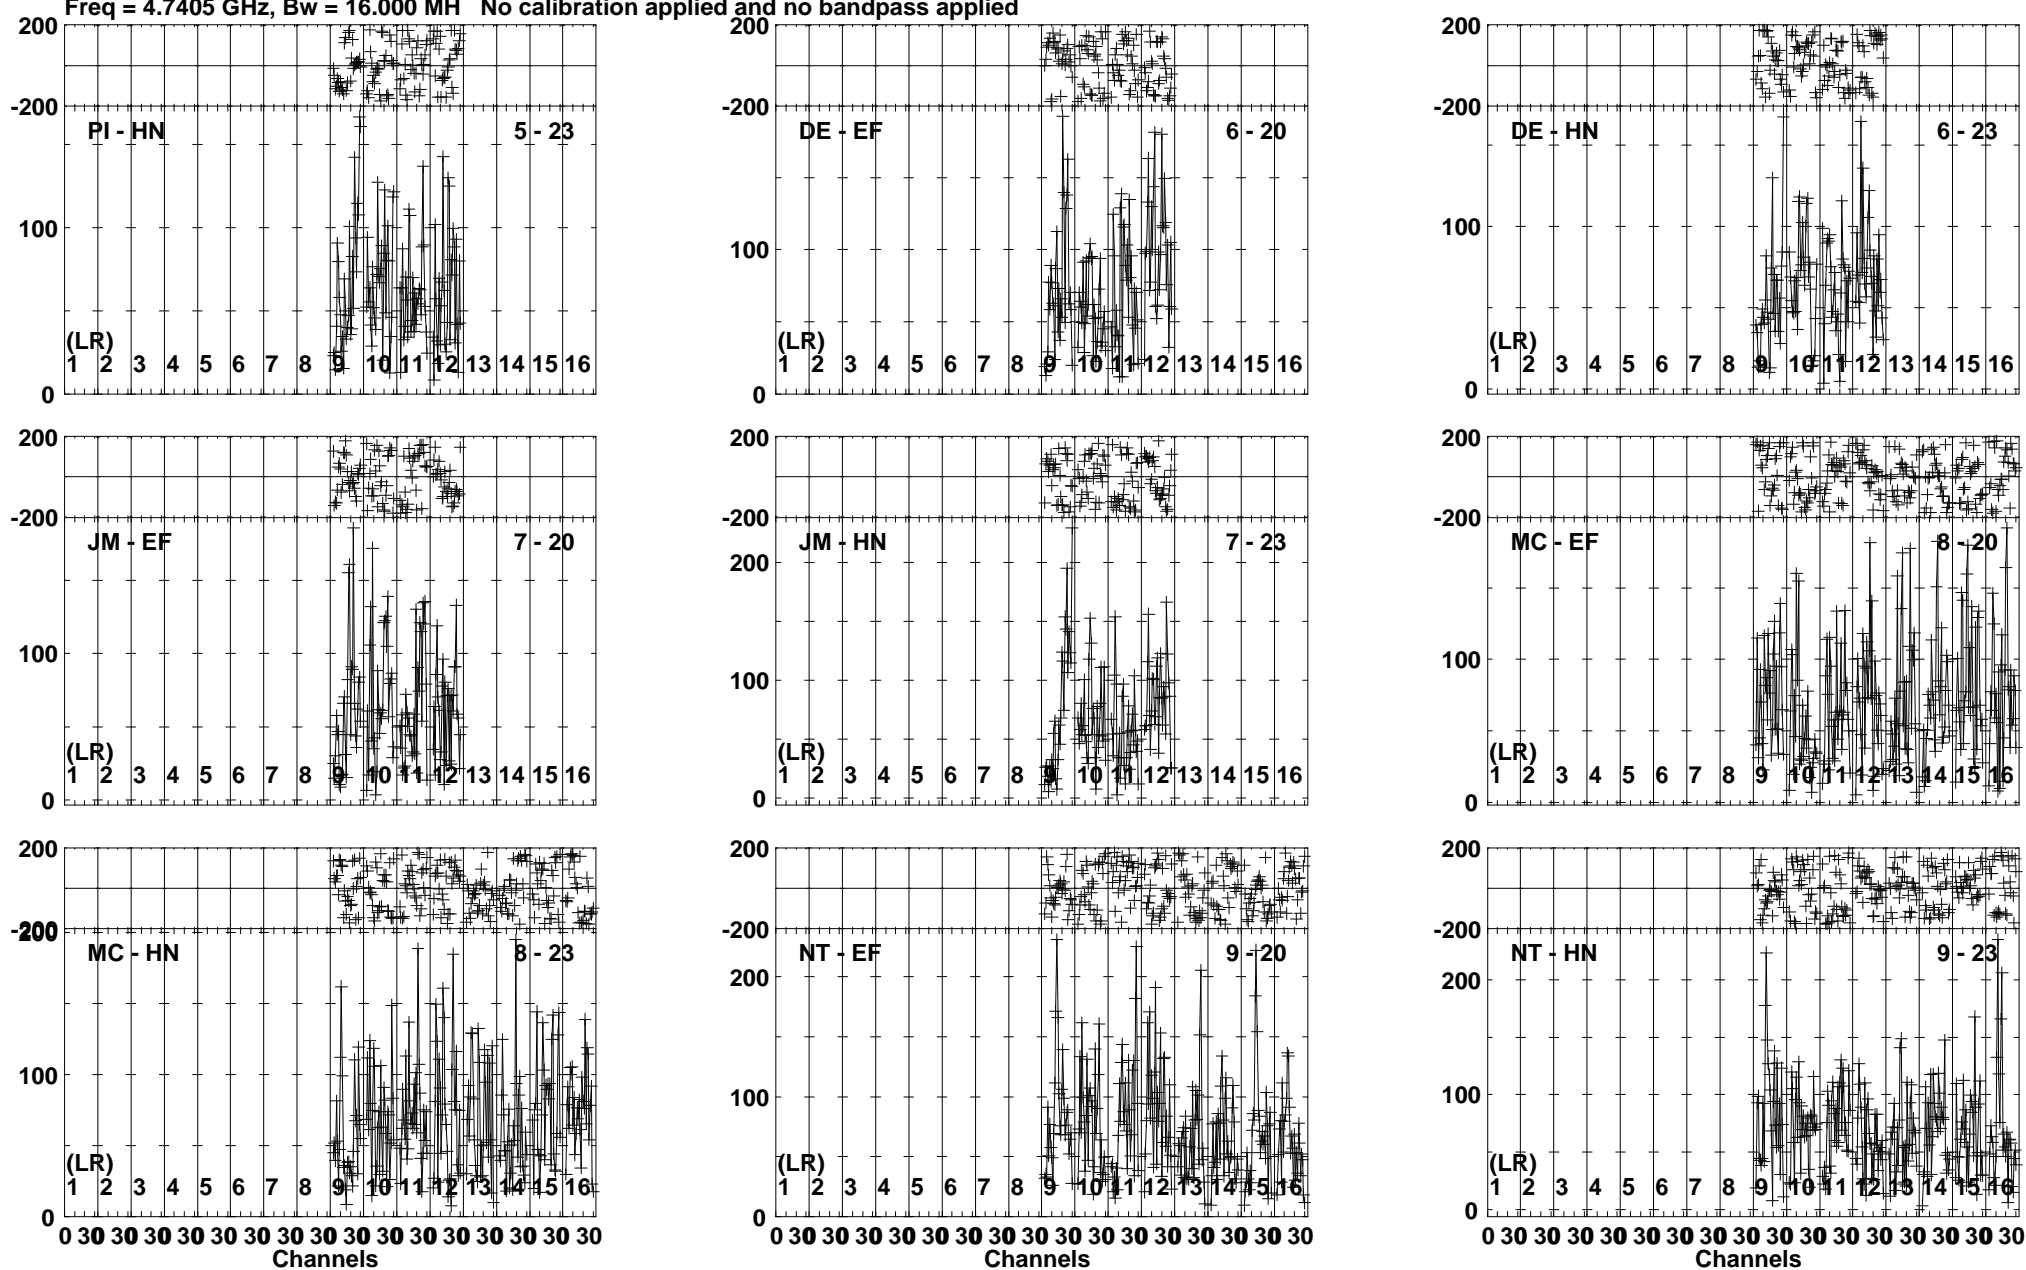 Freq = 4.7405 GHz, Bw = 16.000 MH No calibration applied and no bandpass applied
200
-200
PI - HN 5 - 23
100
(LR)
1 2 3 4 5 6 7 8 9 10 11 12 13 14 15 16
0
200
-200
DE - EF 6 - 20
100
(LR)
1 2 3 4 5 6 7 8 9 10 11 12 13 14 15 16
0
200
-200
DE - HN 6 - 23
100
(LR)
1 2 3 4 5 6 7 8 9 10 11 12 13 14 15 16
0
200
-200
JM - EF 7 - 20
100
(LR)
1 2 3 4 5 6 7 8 9 10 11 12 13 14 15 16
0
200
-200
JM - HN 7 - 23
200
100
(LR)
1 2 3 4 5 6 7 8 9 10 11 12 13 14 15 16
0
200
-200
MC - EF 8 - 20
100
(LR)
1 2 3 4 5 6 7 8 9 10 11 12 13 14 15 16
0
200
-200
200
MC - HN 8 - 23
100
(LR)
1 2 3 4 5 6 7 8 9 10 11 12 13 14 15 16
0
0 30 30 30 30 30 30 30 30 30 30 30 30 30 30 30 30
Channels
200
-200
NT - EF 9 - 20
200
100
(LR)
1 2 3 4 5 6 7 8 9 10 11 12 13 14 15 16
0
0 30 30 30 30 30 30 30 30 30 30 30 30 30 30 30 30
Channels
200
-200
NT - HN 9 - 23
200
100
(LR)
1 2 3 4 5 6 7 8 9 10 11 12 13 14 15 16
0
0 30 30 30 30 30 30 30 30 30 30 30 30 30 30 30 30
Channels